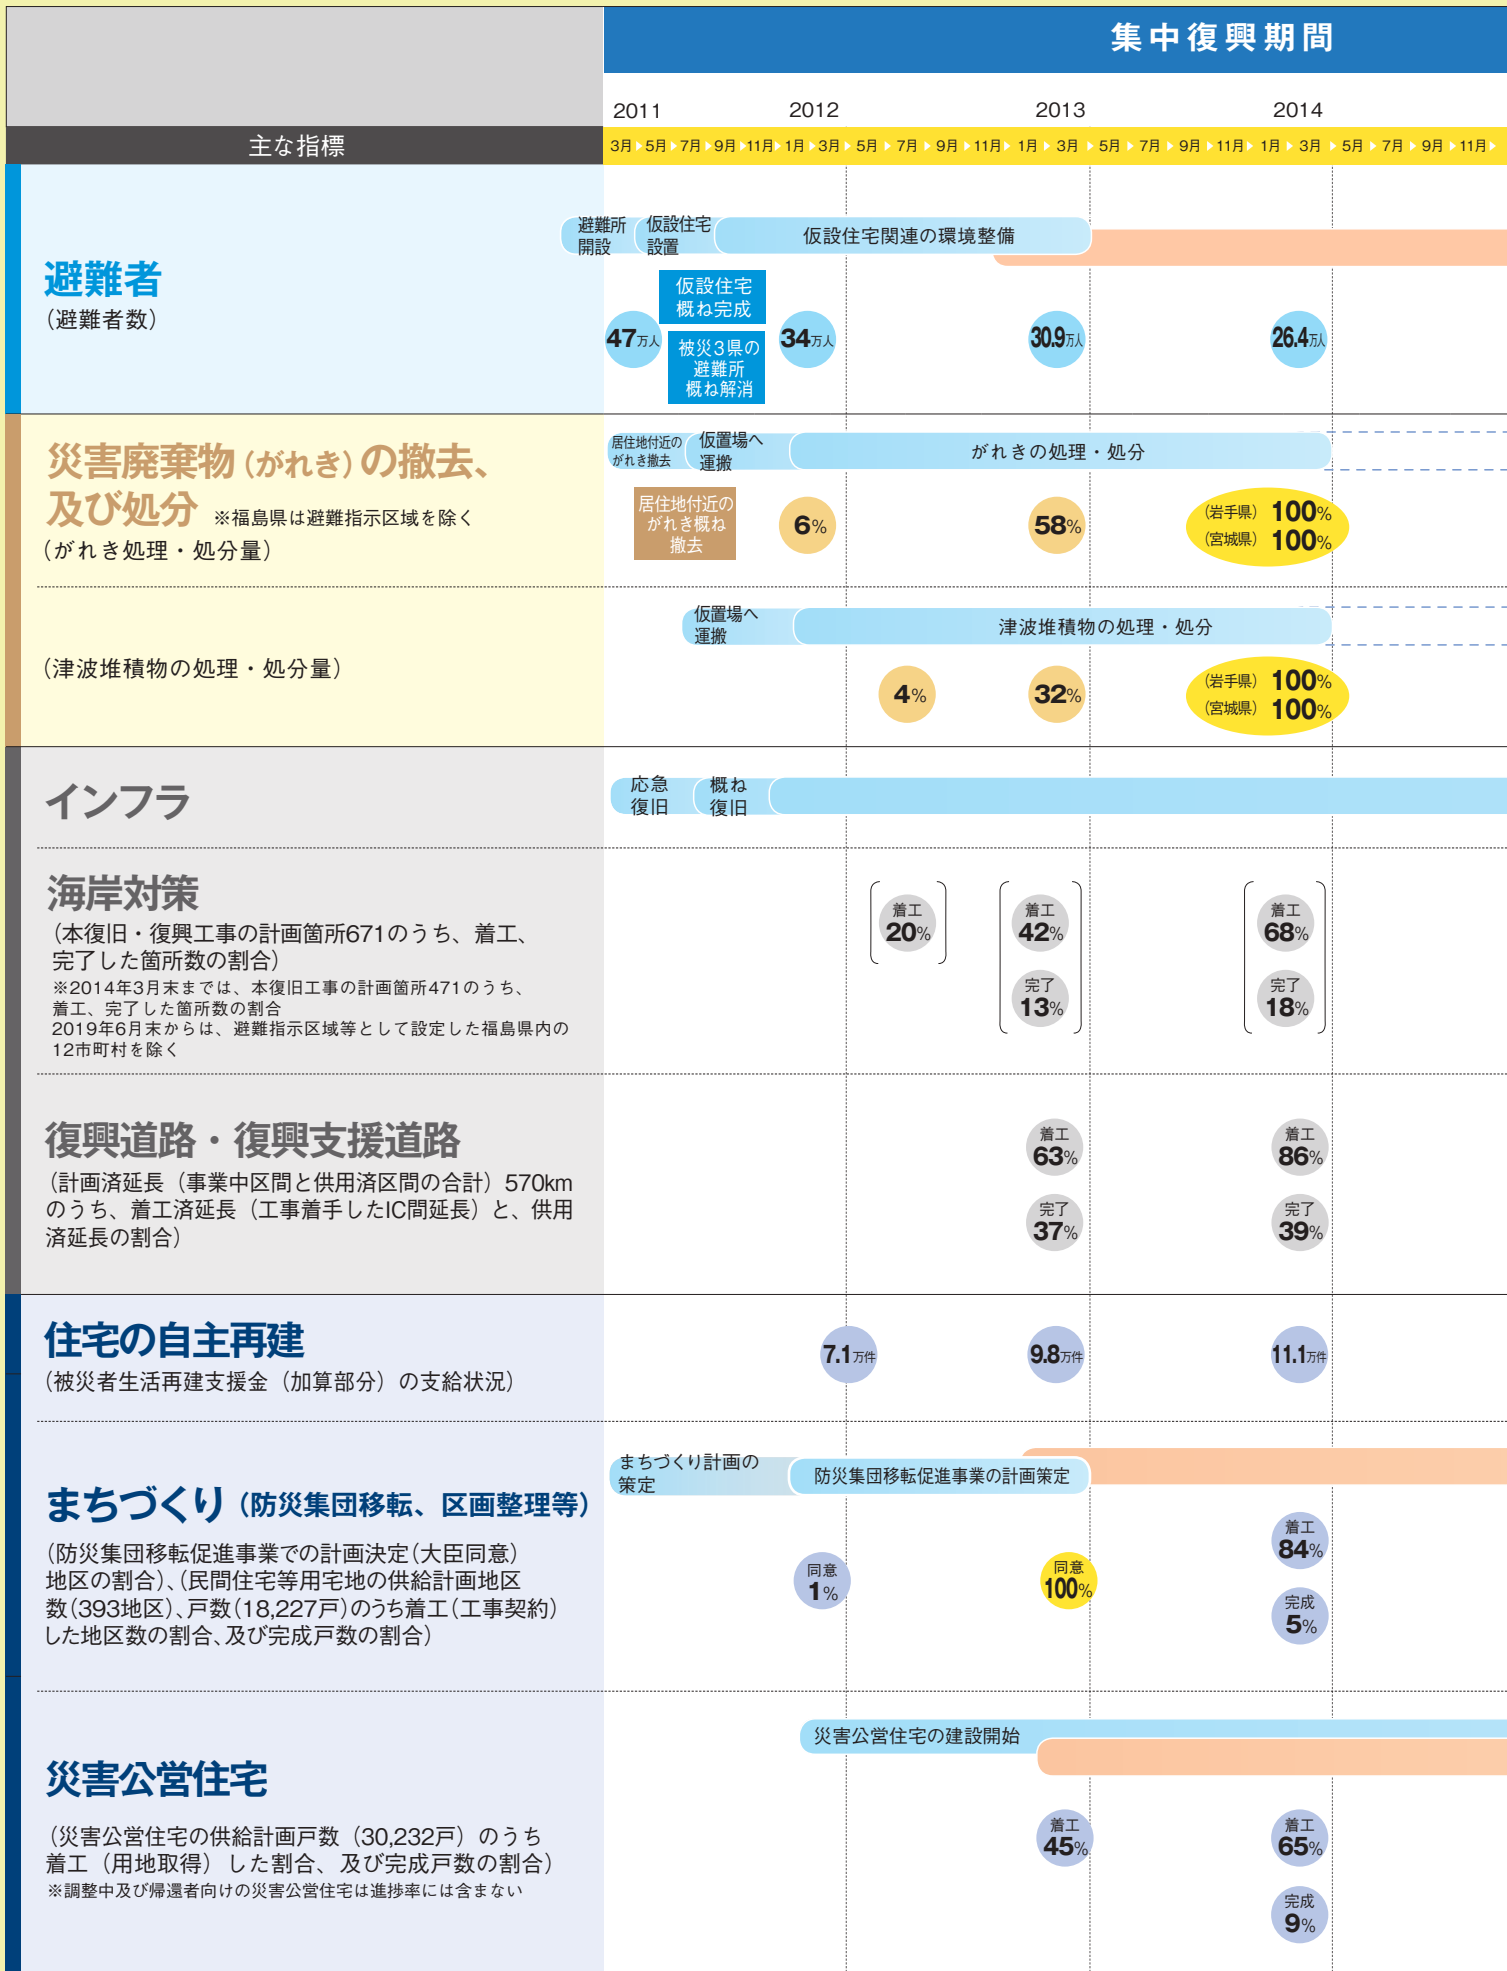 集中復興期間
2011 2012 2013 2014
主な指標
3月 5月 7月 9月 11月 1月 3月 5月 7月 9月 11月 1月 3月 5月 7月 9月 11月 1月 3月 5月 7月 9月 11月
避難者
（避難者数）
避難所
開設
仮設住宅
設置
仮設住宅関連の環境整備
仮設住宅
概ね完成
被災3県の
避難所
概ね解消
47万人
34万人
30.9万人
26.4万人
災害廃棄物（がれき）の撤去、
及び処分 ※福島県は避難指示区域を除く
（がれき処理・処分量）
居住地付近の
がれき撤去
仮置場へ
運搬
がれきの処理・処分
居住地付近の
がれき概ね
撤去
6%
58%
（岩手県）100%
（宮城県）100%
（津波堆積物の処理・処分量）
仮置場へ
運搬
津波堆積物の処理・処分
4%
32%
（岩手県）100%
（宮城県）100%
インフラ
応急
復旧
概ね
復旧
海岸対策
（本復旧・復興工事の計画箇所671のうち、着工、
完了した箇所数の割合）
※2014年3月末までは、本復旧工事の計画箇所471のうち、
着工、完了した箇所数の割合
2019年6月末からは、避難指示区域等として設定した福島県内の
12市町村を除く
着工
20%
着工
42%
完了
13%
着工
68%
完了
18%
復興道路・復興支援道路
（計画済延長（事業中区間と供用済区間の合計）570km
のうち、着工済延長（工事着手したIC間延長）と、供用
済延長の割合）
着工
63%
完了
37%
着工
86%
完了
39%
住宅の自主再建
（被災者生活再建支援金（加算部分）の支給状況）
7.1万件
9.8万件
11.1万件
まちづくり（防災集団移転、区画整理等）
（防災集団移転促進事業での計画決定（大臣同意）
地区の割合）、（民間住宅等用宅地の供給計画地区
数（393地区）、戸数（18,227戸）のうち着工（工事契約）
した地区数の割合、及び完成戸数の割合）
まちづくり計画の
策定
防災集団移転促進事業の計画策定
同意
1%
同意
100%
着工
84%
完成
5%
災害公営住宅
（災害公営住宅の供給計画戸数（30,232戸）のうち
着工（用地取得）した割合、及び完成戸数の割合）
※調整中及び帰還者向けの災害公営住宅は進捗率には含まない
災害公営住宅の建設開始
着工
45%
着工
65%
完成
9%